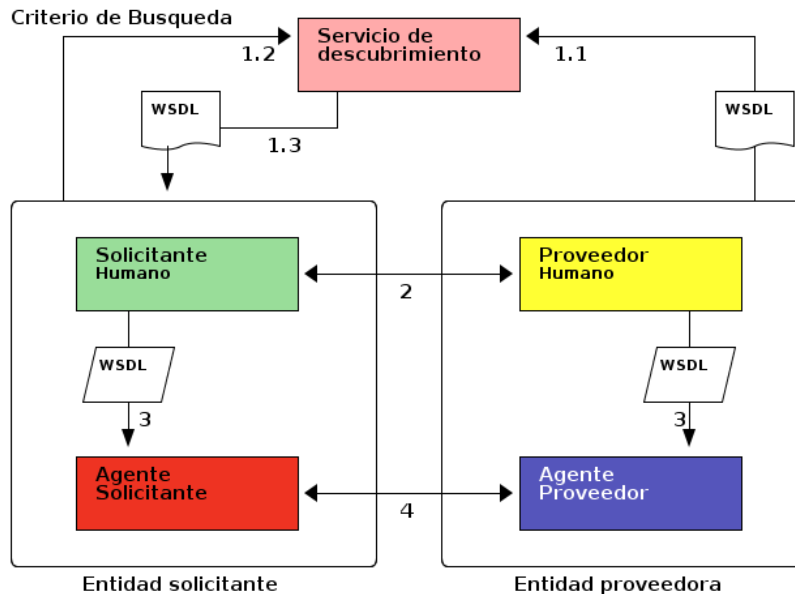 Criterio de Busqueda
Servicio de
descubrimiento
1.2
1.1
WSDL
WSDL
1.3
Solicitante
Humano
Proveedor
Humano
2
WSDL
WSDL
3
3
Agente
Solicitante
Agente
Proveedor
4
Entidad solicitante
Entidad proveedora